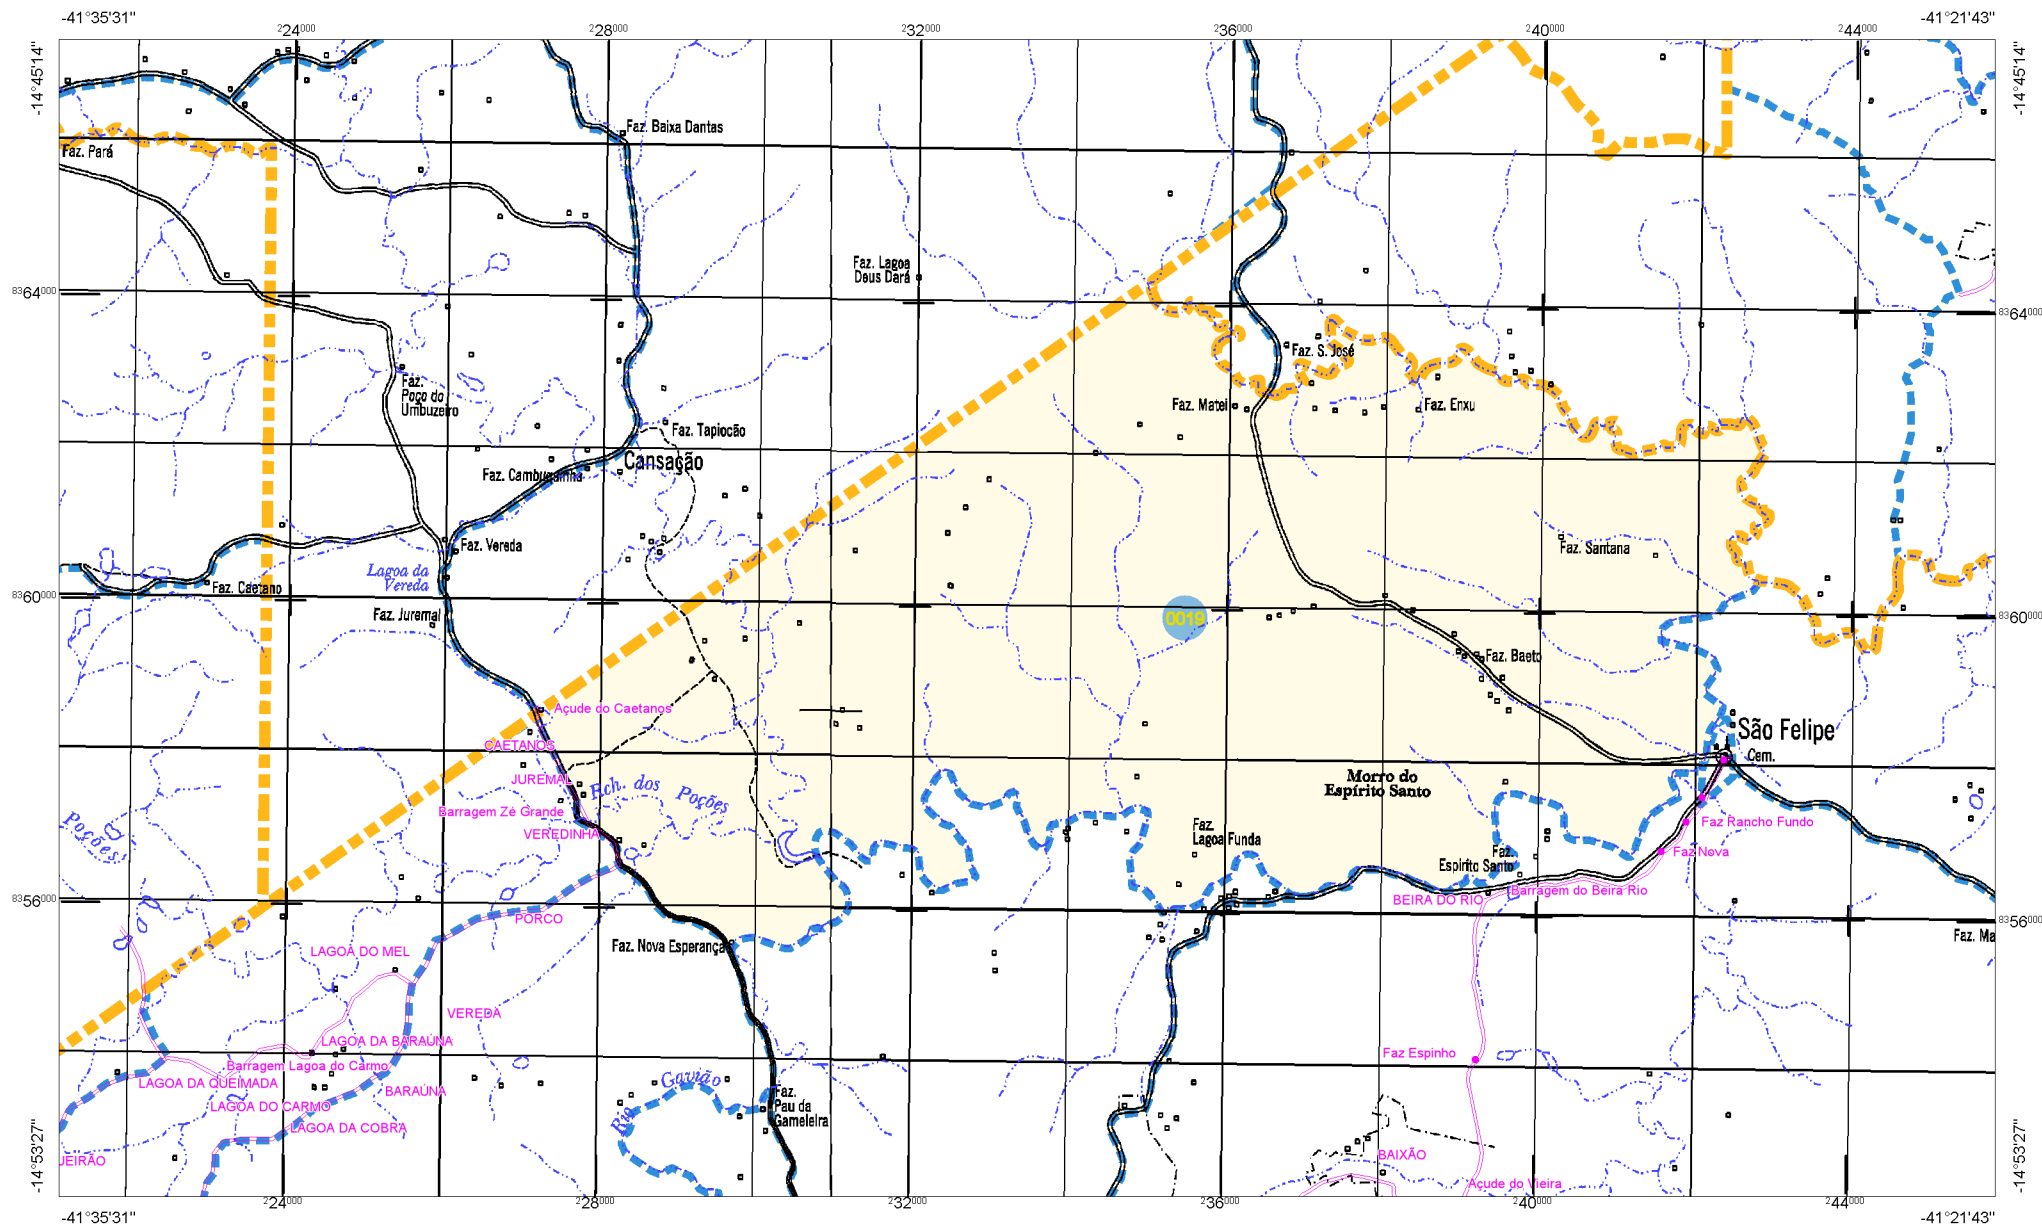 -41°35'31"
-41°21'43"
224000
228000
232000
236000
240000
244000
-14°45'14"
-14°45'14"
Faz. Baixa Dantas
Faz. Pará
Faz. Lagoa
Deus Dará
8364000
8364000
Faz. S. José
Faz.
Poço do
Umbuzeiro
Faz. Matei
Faz. Enxu
Faz. Tapiocão
Cansação
Faz. Cambuquinha
Faz. Vereda
Faz. Santana
Lagoa da
Vereda
Faz. Caetano
8360000
8360000
Faz. Juremal
0019
Faz. Baeto
Açude do Caetanos
São Felipe
CAETANOS
Cem.
JUREMAL
Morro do
Espírito Santo
Rch. dos Poções
Barragem Zé Grande
Poções
Faz Rancho Fundo
VEREDINHA
Faz.
Lagoa Funda
Faz Nova
Faz.
Espírito Santo
Barragem do Beira Rio
8356000
BEIRA DO RIO
8356000
PORCO
Faz. Nova Esperança
Faz. Ma
LAGOA DO MEL
VEREDA
LAGOA DA BARAÚNA
Faz Espinho
Barragem Lagoa do Carmo
Rio Gavião
LAGOA DA QUEIMADA
BARAÚNA
Faz.
Pau da
Gameleira
LAGOA DO CARMO
LAGOA DA COBRA
JEIRÃO
BAIXÃO
Açude do Vieira
-14°53'27"
-14°53'27"
224000
228000
232000
236000
240000
244000
-41°35'31"
-41°21'43"